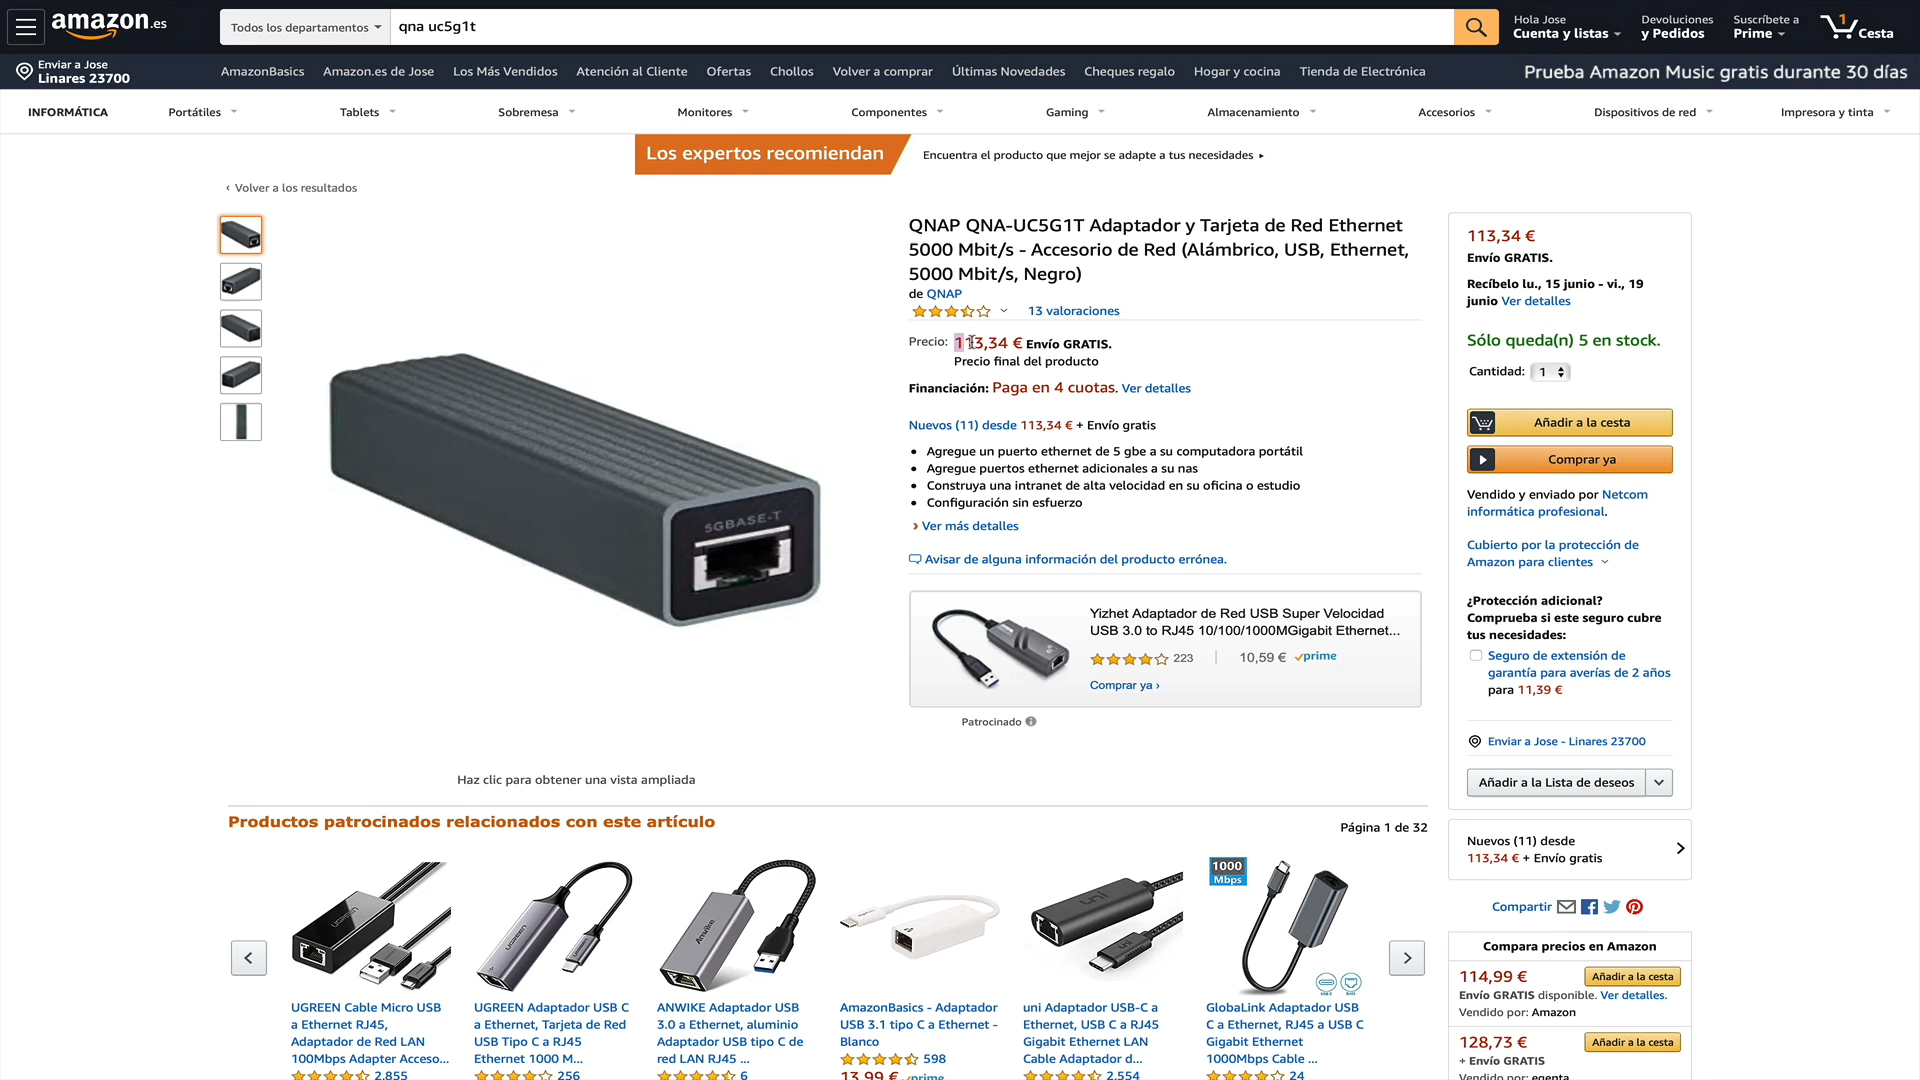 amazon.es
Todos los departamentos
qna uc5g1t
Hola Jose
Cuenta y listas
Devoluciones
y Pedidos
Suscríbete a
Prime
1
Cesta
Enviar a Jose
Linares 23700
AmazonBasics
Amazon.es de Jose
Los Más Vendidos
Atención al Cliente
Ofertas
Chollos
Volver a comprar
Últimas Novedades
Cheques regalo
Hogar y cocina
Tienda de Electrónica
Prueba Amazon Music gratis durante 30 días
INFORMÁTICA
Portátiles
Tablets
Sobremesa
Monitores
Componentes
Gaming
Almacenamiento
Accesorios
Dispositivos de red
Impresora y tinta
Los expertos recomiendan
Encuentra el producto que mejor se adapte a tus necesidades ▸
‹ Volver a los resultados
5GBASE-T
Haz clic para obtener una vista ampliada
QNAP QNA-UC5G1T Adaptador y Tarjeta de Red Ethernet
5000 Mbit/s - Accesorio de Red (Alámbrico, USB, Ethernet,
5000 Mbit/s, Negro)
de QNAP
13 valoraciones
Precio: 113,34 € Envío GRATIS.
Precio final del producto
Financiación: Paga en 4 cuotas. Ver detalles
Nuevos (11) desde 113,34 € + Envío gratis
• Agregue un puerto ethernet de 5 gbe a su computadora portátil
• Agregue puertos ethernet adicionales a su nas
• Construya una intranet de alta velocidad en su oficina o estudio
• Configuración sin esfuerzo
› Ver más detalles
Avisar de alguna información del producto errónea.
Yizhet Adaptador de Red USB Super Velocidad
USB 3.0 to RJ45 10/100/1000MGigabit Ethernet...
223
10,59 € prime
Comprar ya ›
Patrocinado
113,34 €
Envío GRATIS.
Recíbelo lu., 15 junio - vi., 19
junio Ver detalles
Sólo queda(n) 5 en stock.
Cantidad: 1
Añadir a la cesta
Comprar ya
Vendido y enviado por Netcom
informática profesional.
Cubierto por la protección de
Amazon para clientes
¿Protección adicional?
Comprueba si este seguro cubre
tus necesidades:
Seguro de extensión de
garantía para averías de 2 años
para 11,39 €
Enviar a Jose - Linares 23700
Añadir a la Lista de deseos
Nuevos (11) desde
113,34 € + Envío gratis
Compartir
Compara precios en Amazon
114,99 €
Añadir a la cesta
Envío GRATIS disponible. Ver detalles.
Vendido por: Amazon
128,73 €
Añadir a la cesta
+ Envío GRATIS
Vendido por: egenta
Productos patrocinados relacionados con este artículo
Página 1 de 32
UGREEN
UGREEN Cable Micro USB
a Ethernet RJ45,
Adaptador de Red LAN
100Mbps Adapter Acceso...
2.855
UGREEN
UGREEN Adaptador USB C
a Ethernet, Tarjeta de Red
USB Tipo C a RJ45
Ethernet 1000 M...
256
Anwike
ANWIKE Adaptador USB
3.0 a Ethernet, aluminio
Adaptador USB tipo C de
red LAN RJ45 ...
6
AmazonBasics - Adaptador
USB 3.1 tipo C a Ethernet -
Blanco
598
13,99 € prime
uni
uni Adaptador USB-C a
Ethernet, USB C a RJ45
Gigabit Ethernet LAN
Cable Adaptador d...
2.554
1000
Mbps
GlobaLink Adaptador USB
C a Ethernet, RJ45 a USB C
Gigabit Ethernet
1000Mbps Cable ...
24